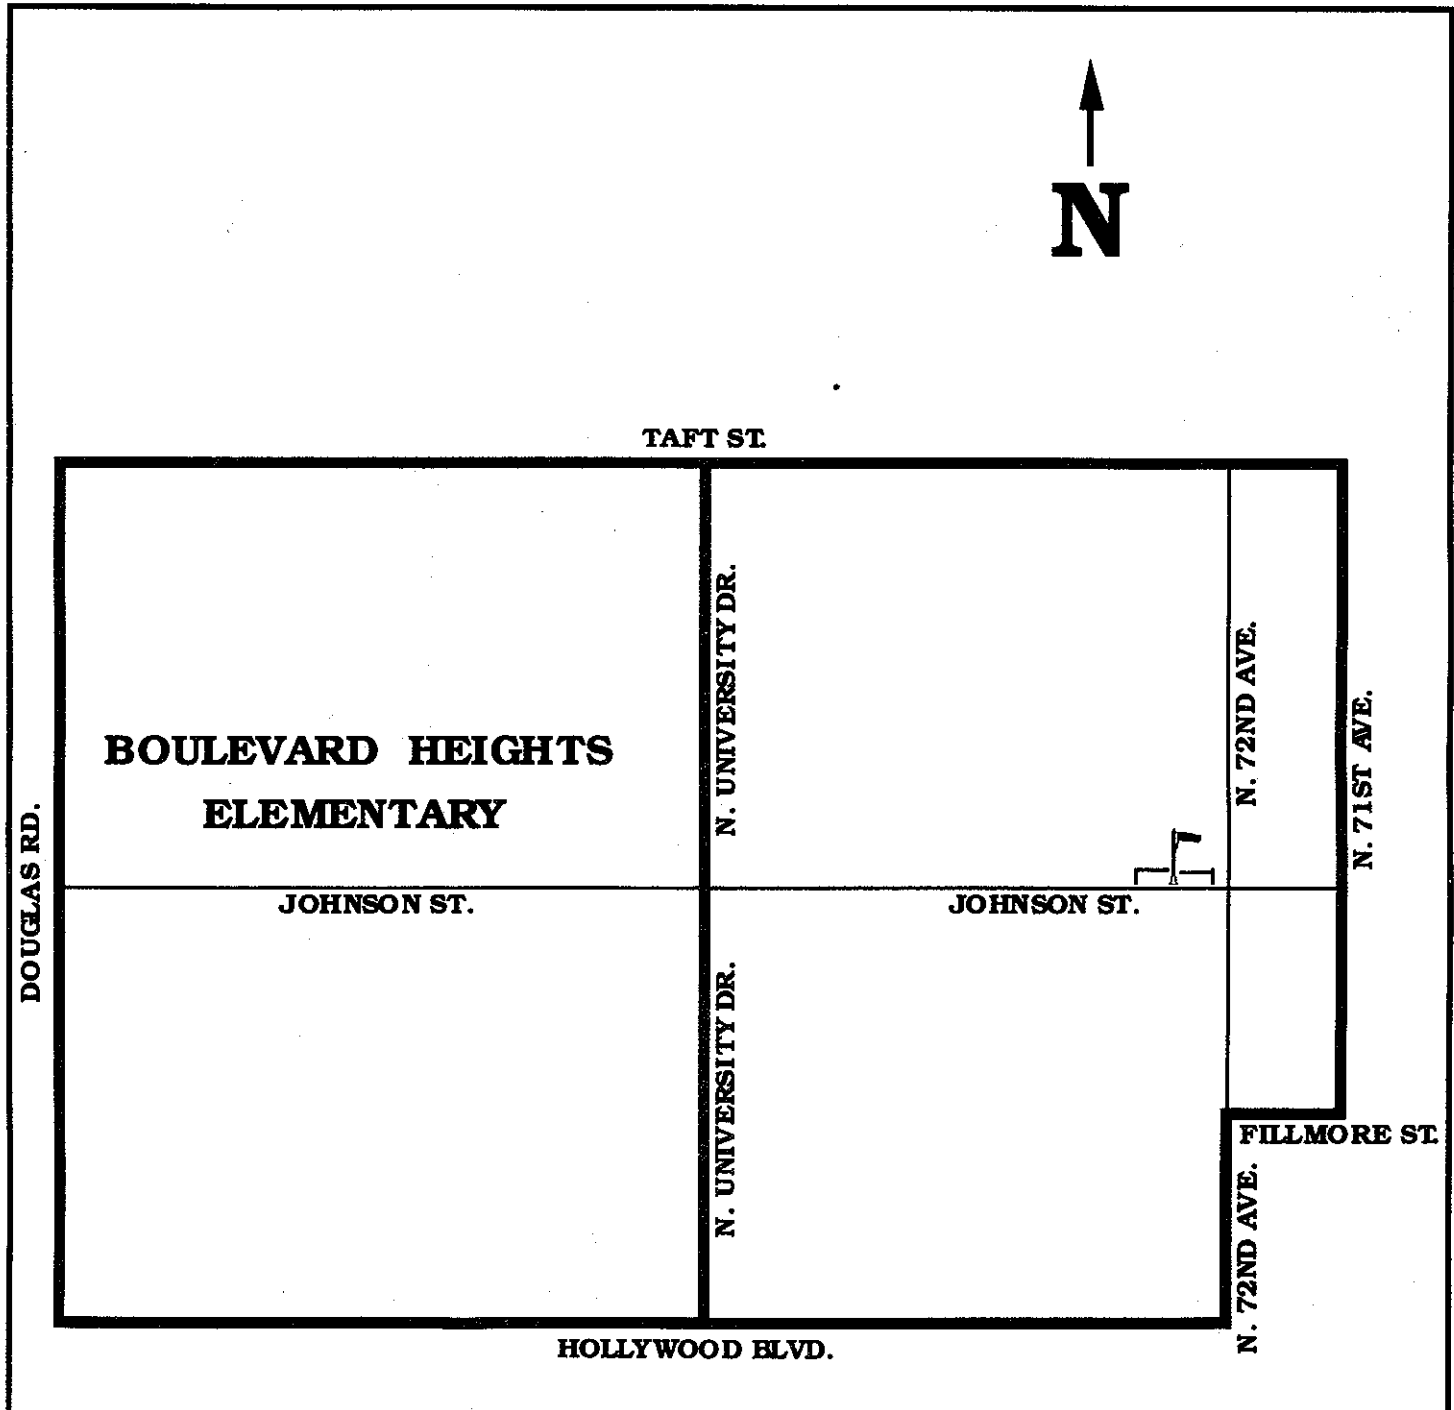 N
TAFT ST.
N. UNIVERSITY DR.
N. 72ND AVE.
N. 71ST AVE.
BOULEVARD HEIGHTS
ELEMENTARY
DOUGLAS RD.
JOHNSON ST.
JOHNSON ST.
N. UNIVERSITY DR.
FILLMORE ST.
N. 72ND AVE.
HOLLYWOOD BLVD.